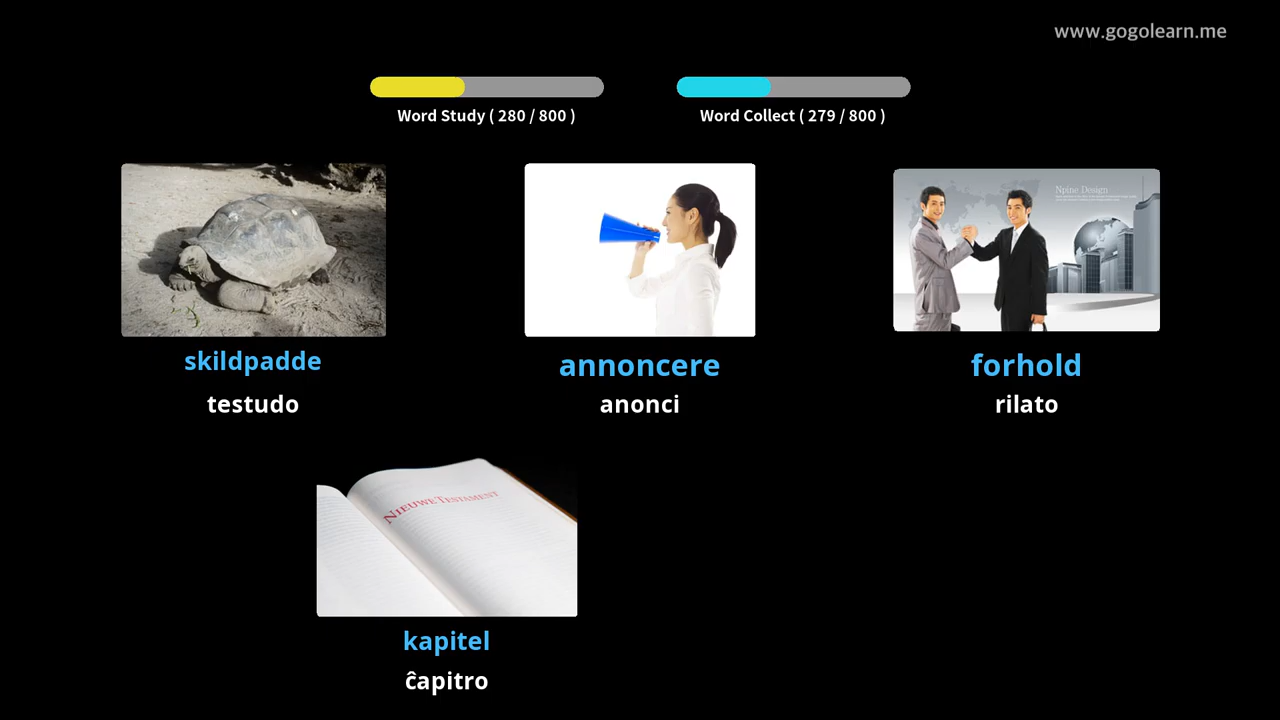 www.gogolearn.me
Word Study ( 280 / 800 )
Word Collect ( 279 / 800 )
Npine Design
skildpadde
annoncere
forhold
testudo
anonci
rilato
NIEUWE TESTAMENT
kapitel
ĉapitro